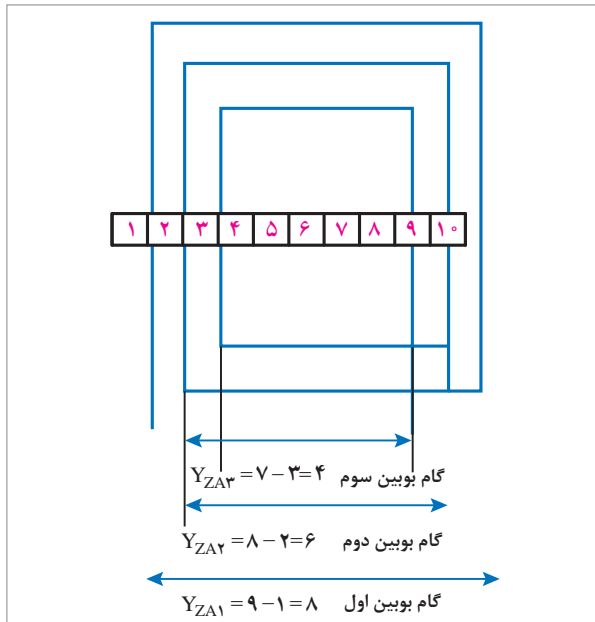 ۱ ۲ ۳ ۴ ۵ ۶ ۷ ۸ ۹ ۱۰
گام بوبین سوم Y_ZA۳ = ۷ − ۳ = ۴
گام بوبین دوم Y_ZA۲ = ۸ − ۲ = ۶
گام بوبین اول Y_ZA۱ = ۹ − ۱ = ۸